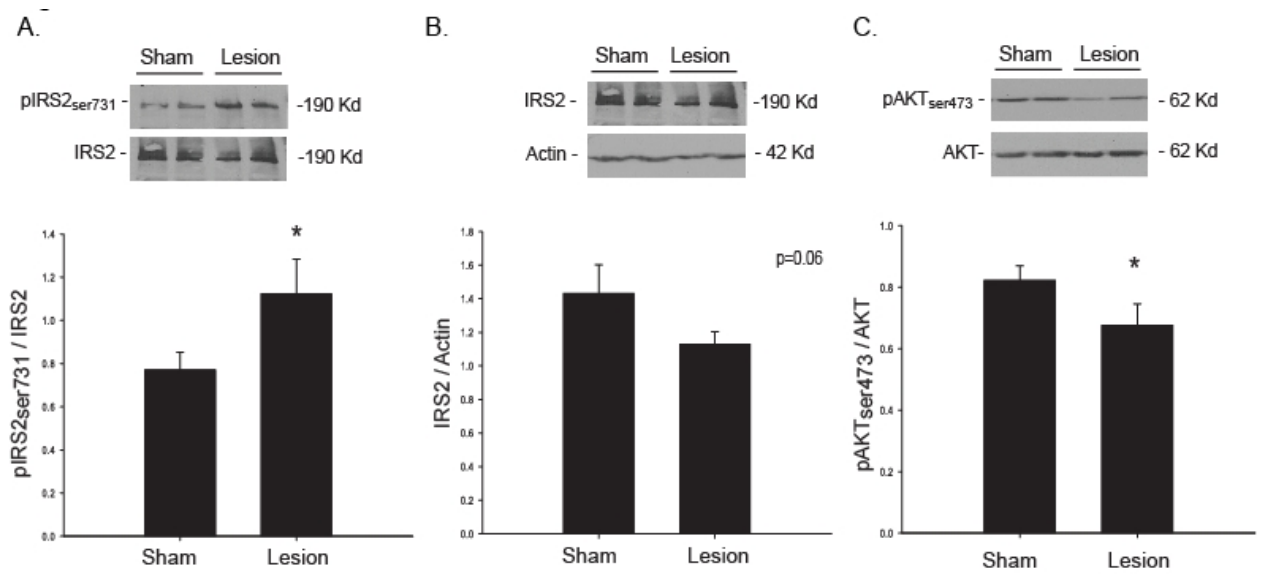 A.
Sham Lesion
pIRS2ser731 - -190 Kd
IRS2 - -190 Kd
1.4
1.2
1.0
0.8
0.6
0.4
0.2
0.0
pIRS2ser731 / IRS2
*
Sham Lesion
B.
Sham Lesion
IRS2 - -190 Kd
Actin - - 42 Kd
1.8
1.6
1.4
1.2
1.0
0.8
0.6
0.4
0.2
0.0
IRS2 / Actin
p=0.06
Sham Lesion
C.
Sham Lesion
pAKTser473 - - 62 Kd
AKT- - 62 Kd
1.0
0.8
0.6
0.4
0.2
0.0
pAKTser473 / AKT
*
Sham Lesion